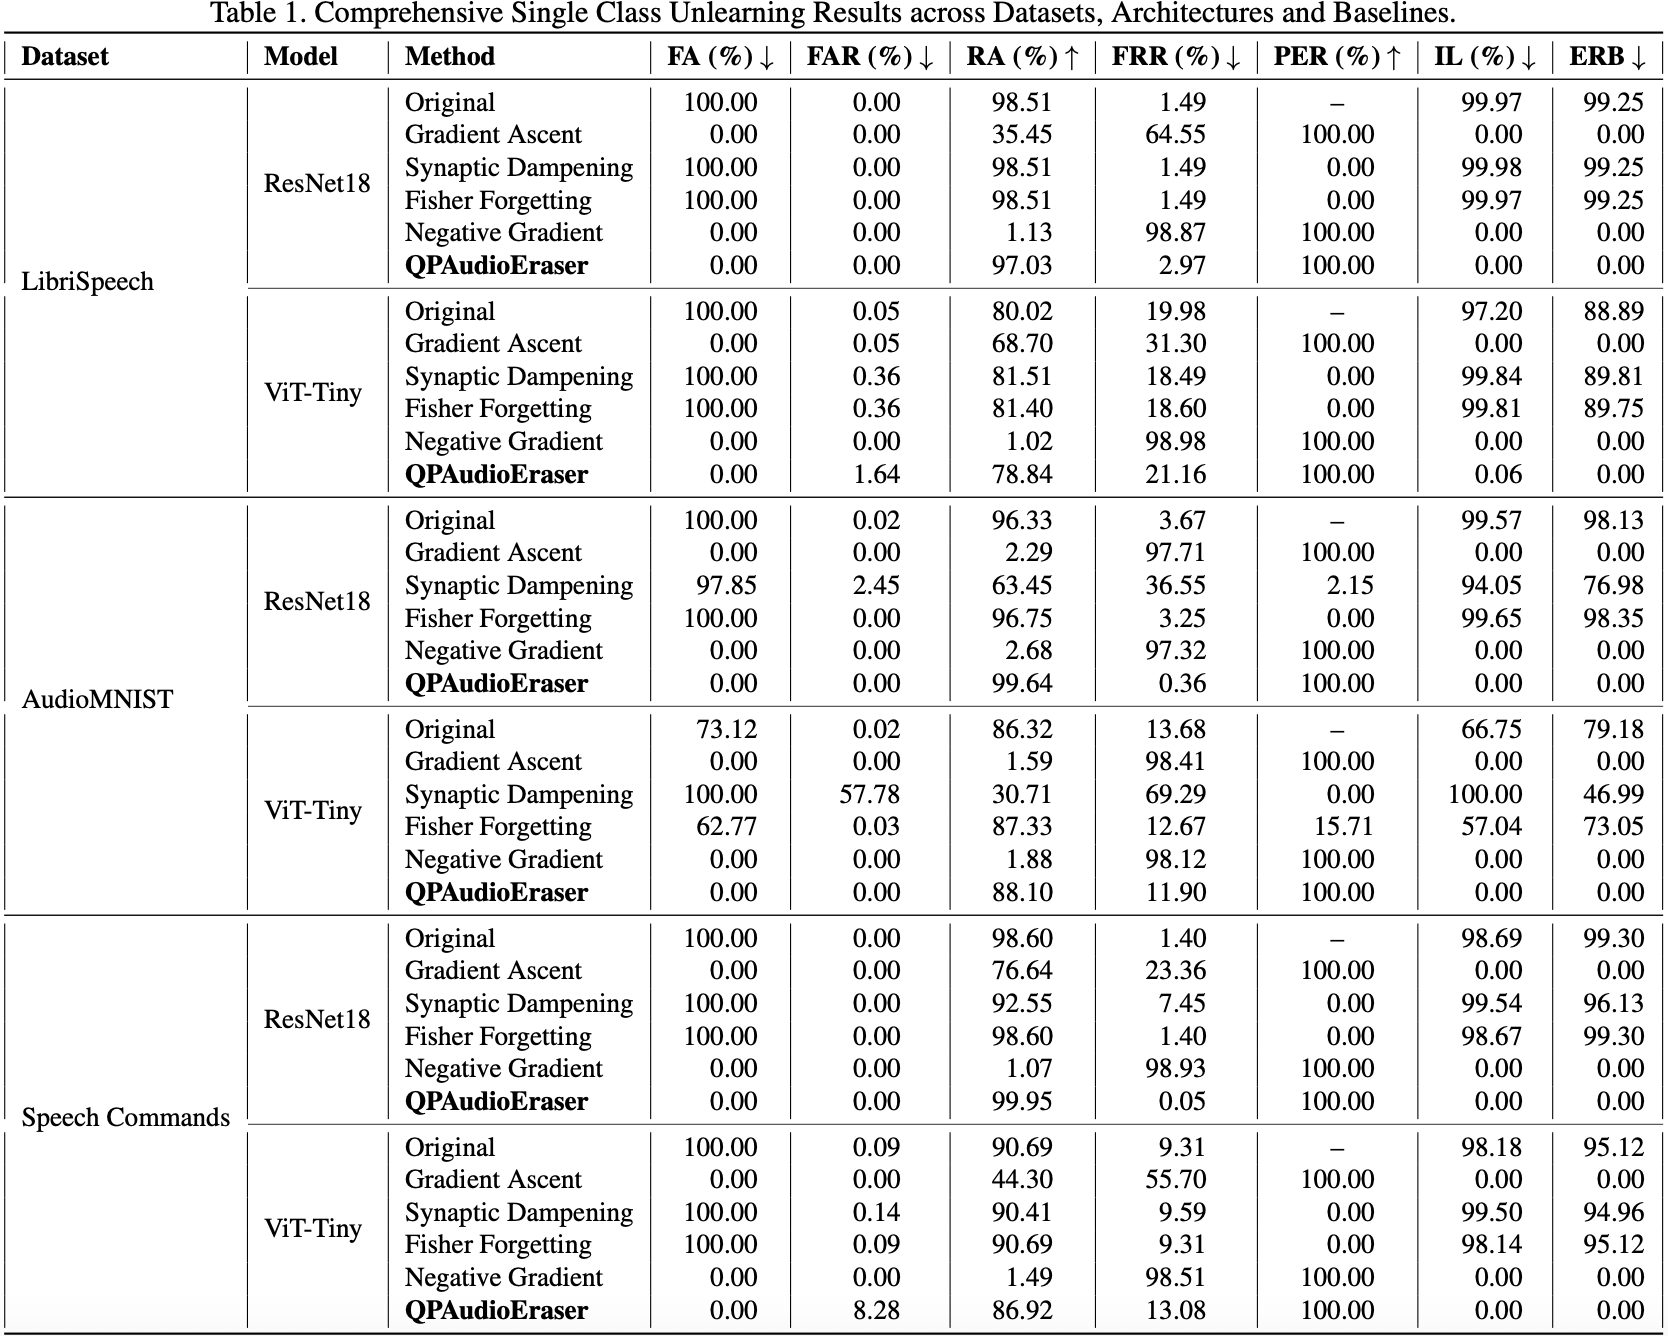 Table 1. Comprehensive Single Class Unlearning Results across Datasets, Architectures and Baselines.
Dataset Model Method FA (%) ↓ FAR (%) ↓ RA (%) ↑ FRR (%) ↓ PER (%) ↑ IL (%) ↓ ERB ↓
LibriSpeech
ResNet18
Original 100.00 0.00 98.51 1.49 – 99.97 99.25
Gradient Ascent 0.00 0.00 35.45 64.55 100.00 0.00 0.00
Synaptic Dampening 100.00 0.00 98.51 1.49 0.00 99.98 99.25
Fisher Forgetting 100.00 0.00 98.51 1.49 0.00 99.97 99.25
Negative Gradient 0.00 0.00 1.13 98.87 100.00 0.00 0.00
QPAudioEraser 0.00 0.00 97.03 2.97 100.00 0.00 0.00
ViT-Tiny
Original 100.00 0.05 80.02 19.98 – 97.20 88.89
Gradient Ascent 0.00 0.05 68.70 31.30 100.00 0.00 0.00
Synaptic Dampening 100.00 0.36 81.51 18.49 0.00 99.84 89.81
Fisher Forgetting 100.00 0.36 81.40 18.60 0.00 99.81 89.75
Negative Gradient 0.00 0.00 1.02 98.98 100.00 0.00 0.00
QPAudioEraser 0.00 1.64 78.84 21.16 100.00 0.06 0.00
AudioMNIST
ResNet18
Original 100.00 0.02 96.33 3.67 – 99.57 98.13
Gradient Ascent 0.00 0.00 2.29 97.71 100.00 0.00 0.00
Synaptic Dampening 97.85 2.45 63.45 36.55 2.15 94.05 76.98
Fisher Forgetting 100.00 0.00 96.75 3.25 0.00 99.65 98.35
Negative Gradient 0.00 0.00 2.68 97.32 100.00 0.00 0.00
QPAudioEraser 0.00 0.00 99.64 0.36 100.00 0.00 0.00
ViT-Tiny
Original 73.12 0.02 86.32 13.68 – 66.75 79.18
Gradient Ascent 0.00 0.00 1.59 98.41 100.00 0.00 0.00
Synaptic Dampening 100.00 57.78 30.71 69.29 0.00 100.00 46.99
Fisher Forgetting 62.77 0.03 87.33 12.67 15.71 57.04 73.05
Negative Gradient 0.00 0.00 1.88 98.12 100.00 0.00 0.00
QPAudioEraser 0.00 0.00 88.10 11.90 100.00 0.00 0.00
Speech Commands
ResNet18
Original 100.00 0.00 98.60 1.40 – 98.69 99.30
Gradient Ascent 0.00 0.00 76.64 23.36 100.00 0.00 0.00
Synaptic Dampening 100.00 0.00 92.55 7.45 0.00 99.54 96.13
Fisher Forgetting 100.00 0.00 98.60 1.40 0.00 98.67 99.30
Negative Gradient 0.00 0.00 1.07 98.93 100.00 0.00 0.00
QPAudioEraser 0.00 0.00 99.95 0.05 100.00 0.00 0.00
ViT-Tiny
Original 100.00 0.09 90.69 9.31 – 98.18 95.12
Gradient Ascent 0.00 0.00 44.30 55.70 100.00 0.00 0.00
Synaptic Dampening 100.00 0.14 90.41 9.59 0.00 99.50 94.96
Fisher Forgetting 100.00 0.09 90.69 9.31 0.00 98.14 95.12
Negative Gradient 0.00 0.00 1.49 98.51 100.00 0.00 0.00
QPAudioEraser 0.00 8.28 86.92 13.08 100.00 0.00 0.00